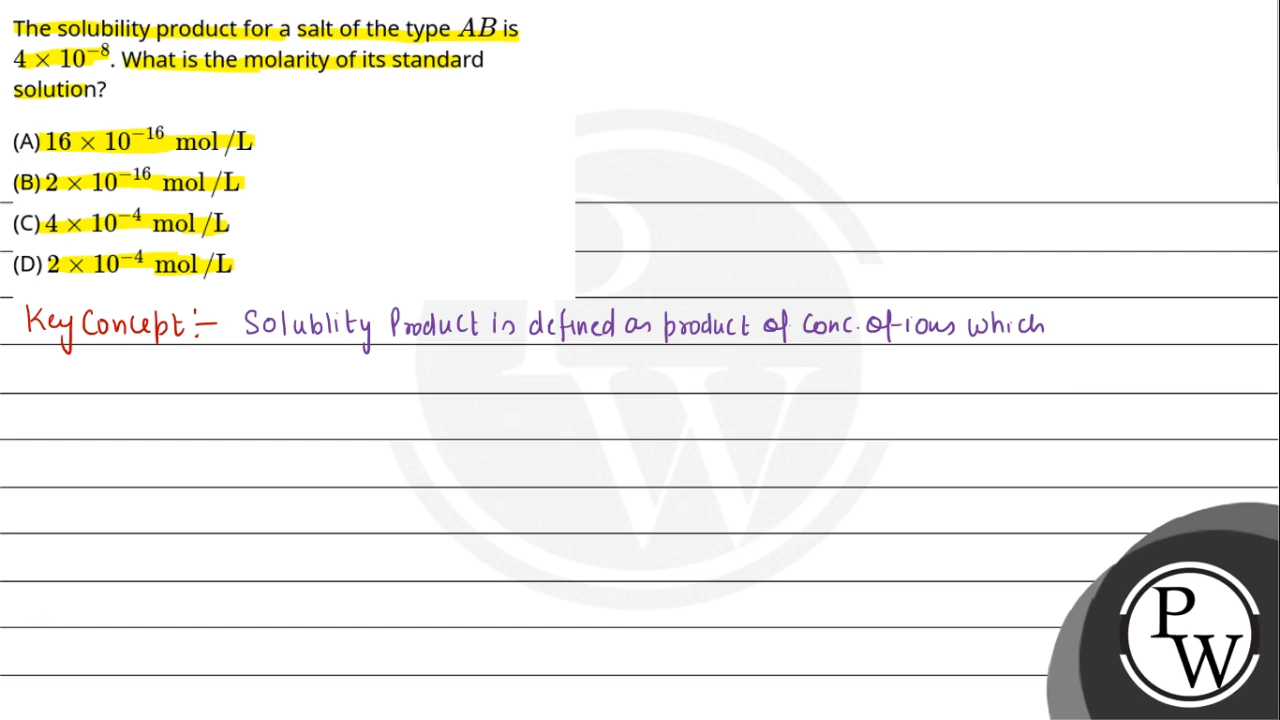 The solubility product for a salt of the type AB is
4 × 10⁻⁸. What is the molarity of its standard
solution?
(A) 16 × 10⁻¹⁶ mol/L
(B) 2 × 10⁻¹⁶ mol/L
(C) 4 × 10⁻⁴ mol/L
(D) 2 × 10⁻⁴ mol/L
Key Concept :- Solublity Product is defined as product of conc. of ions which
PW